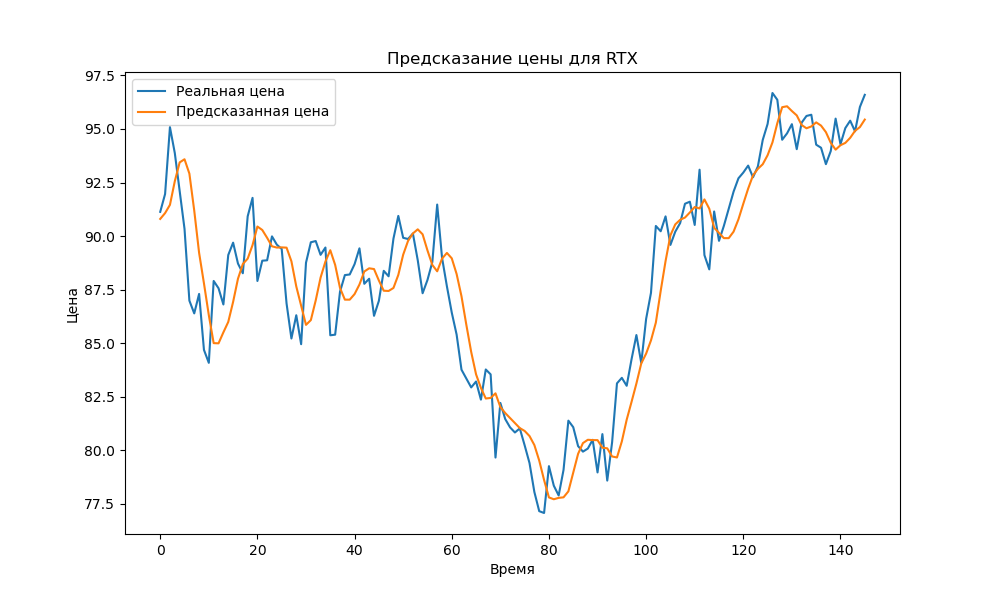 Предсказание цены для RTX
Реальная цена
Предсказанная цена
97.5
95.0
92.5
90.0
87.5
85.0
82.5
80.0
77.5
Цена
0 20 40 60 80 100 120 140
Время